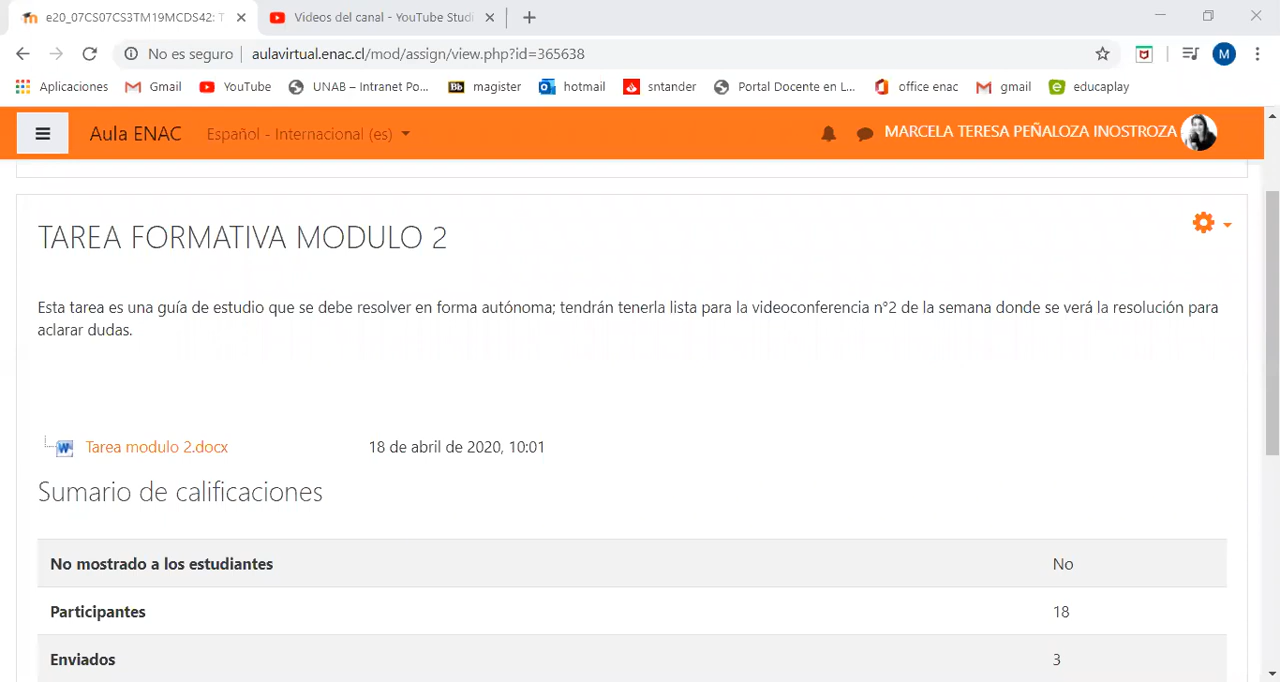 e20_07CS07CS3TM19MCDS42: T
Videos del canal - YouTube Studi
No es seguro
aulavirtual.enac.cl/mod/assign/view.php?id=365638
M
Aplicaciones
Gmail
YouTube
UNAB – Intranet Po...
Bb
magister
hotmail
sntander
Portal Docente en L...
office enac
gmail
educaplay
Aula ENAC
Español - Internacional (es)
MARCELA TERESA PEÑALOZA INOSTROZA
TAREA FORMATIVA MODULO 2
Esta tarea es una guía de estudio que se debe resolver en forma autónoma; tendrán tenerla lista para la videoconferencia n°2 de la semana donde se verá la resolución para
aclarar dudas.
Tarea modulo 2.docx
18 de abril de 2020, 10:01
Sumario de calificaciones
No mostrado a los estudiantes
No
Participantes
18
Enviados
3